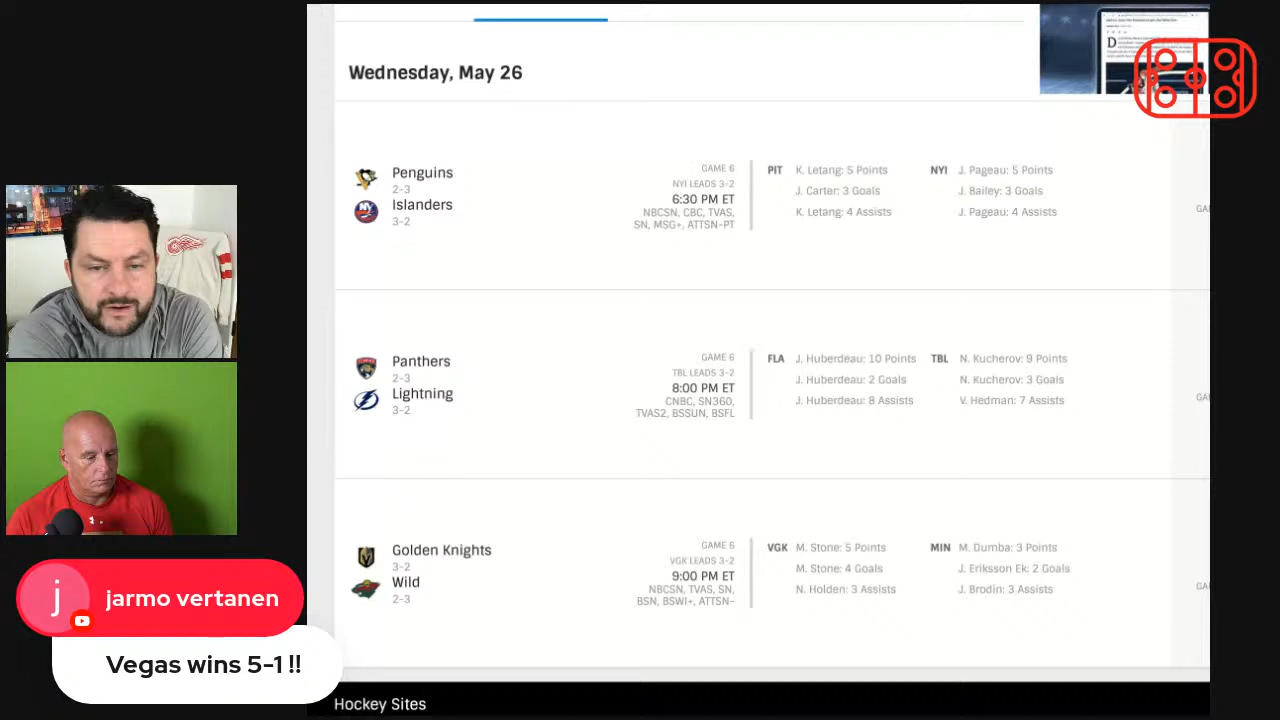 Wednesday, May 26
Penguins
2-3
Islanders
3-2
GAME 6
NYI LEADS 3-2
6:30 PM ET
NBCSN, CBC, TVAS,
SN, MSG+, ATTSN-PT
PIT K. Letang: 5 Points
J. Carter: 3 Goals
K. Letang: 4 Assists
NYI J. Pageau: 5 Points
J. Bailey: 3 Goals
J. Pageau: 4 Assists
GA
Panthers
2-3
Lightning
3-2
GAME 6
TBL LEADS 3-2
8:00 PM ET
CNBC, SN360,
TVAS2, BSSUN, BSFL
FLA J. Huberdeau: 10 Points
J. Huberdeau: 2 Goals
J. Huberdeau: 8 Assists
TBL N. Kucherov: 9 Points
N. Kucherov: 3 Goals
V. Hedman: 7 Assists
GA
Golden Knights
3-2
Wild
2-3
GAME 6
VGK LEADS 3-2
9:00 PM ET
NBCSN, TVAS, SN,
BSN, BSWI+, ATTSN-
VGK M. Stone: 5 Points
M. Stone: 4 Goals
N. Holden: 3 Assists
MIN M. Dumba: 3 Points
J. Eriksson Ek: 2 Goals
J. Brodin: 3 Assists
GA
j jarmo vertanen
Vegas wins 5-1 !!
Hockey Sites